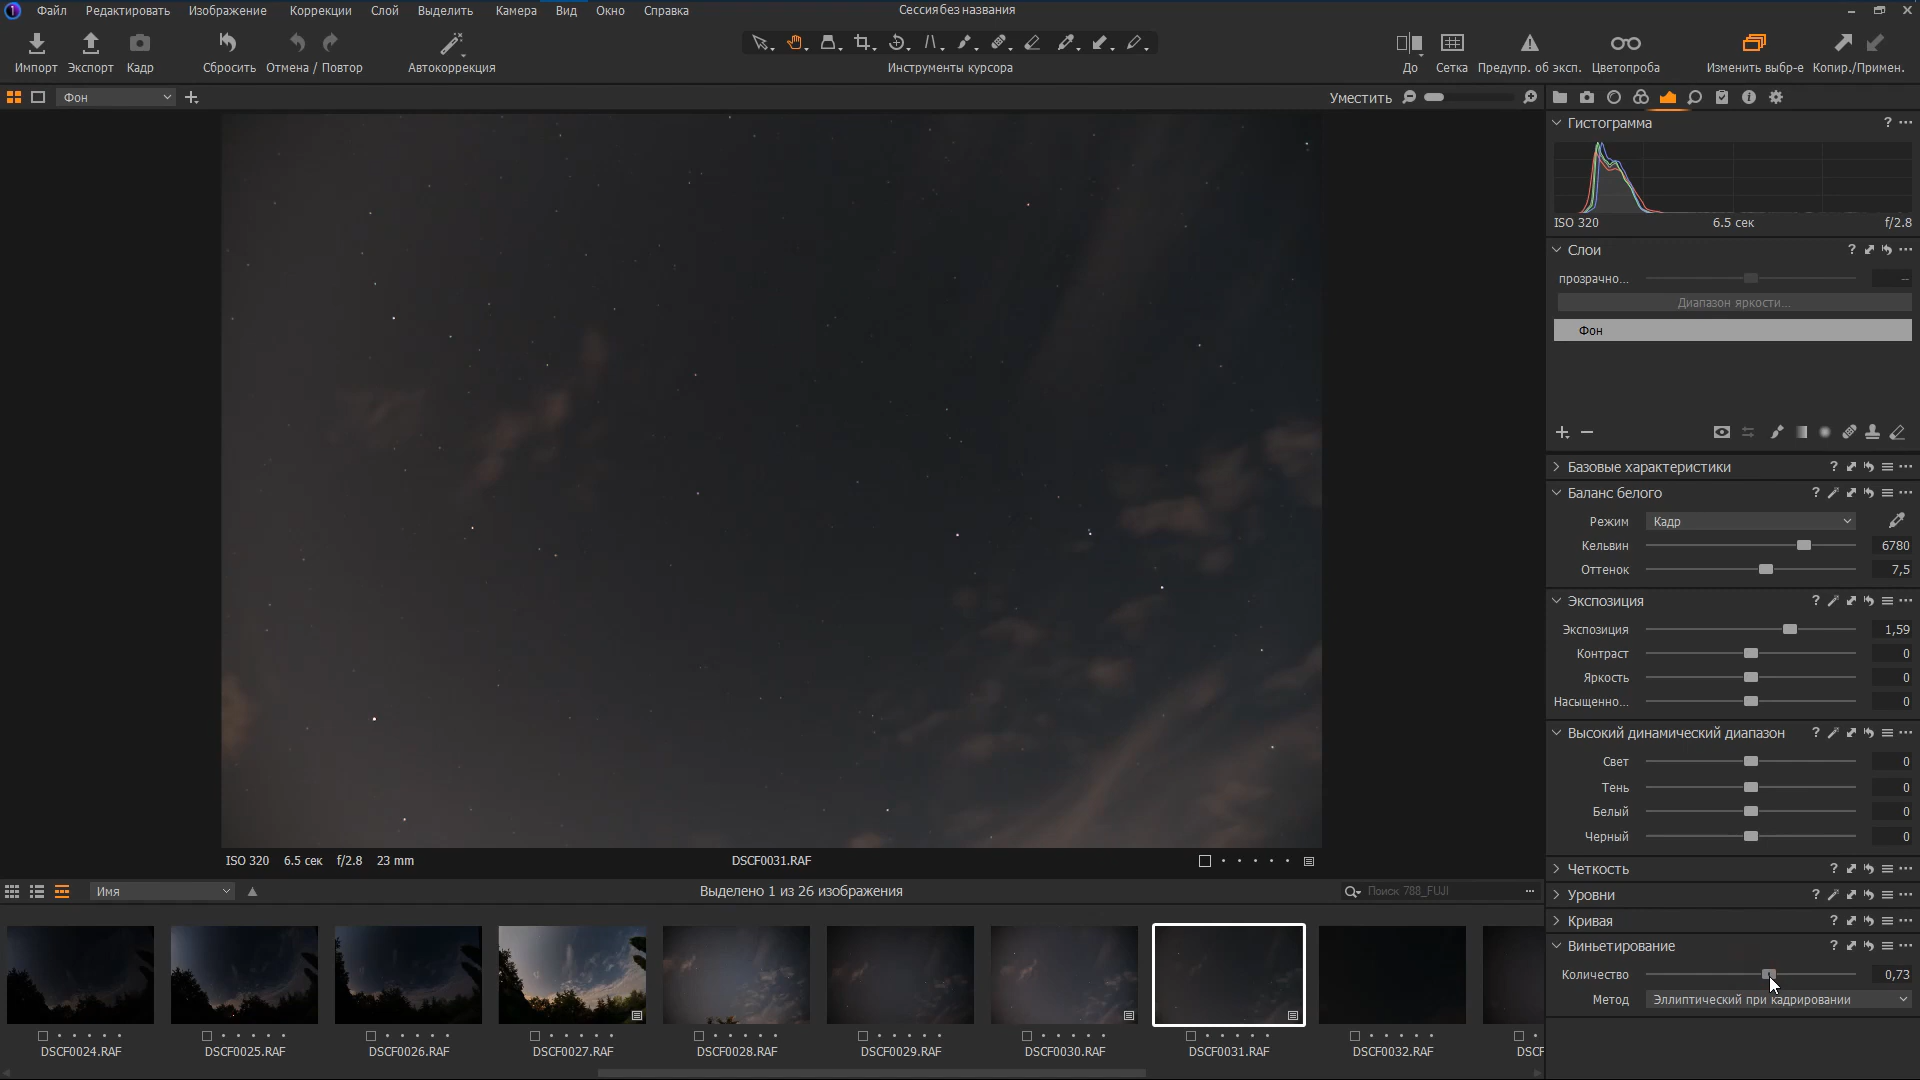 Файл Редактировать Изображение Коррекции Слой Выделить Камера Вид Окно Справка
Сессия без названия
Импорт Экспорт Кадр Сбросить Отмена / Повтор Автокоррекция
Инструменты курсора
До Сетка Предупр. об эксп. Цветопроба Изменить выбр-е Копир./Примен.
Фон
Уместить
Гистограмма
ISO 320 6.5 сек f/2.8
Слои
прозрачно... --
Диапазон яркости...
Фон
Базовые характеристики
Баланс белого
Режим Кадр
Кельвин 6780
Оттенок 7,5
Экспозиция
Экспозиция 1,59
Контраст 0
Яркость 0
Насыщенно... 0
Высокий динамический диапазон
Свет 0
Тень 0
Белый 0
Черный 0
Четкость
Уровни
Кривая
Виньетирование
Количество 0,73
Метод Эллиптический при кадрировании
ISO 320 6.5 сек f/2.8 23 mm
DSCF0031.RAF
Имя
Выделено 1 из 26 изображения
Поиск 788_FUJI
DSCF0024.RAF DSCF0025.RAF DSCF0026.RAF DSCF0027.RAF DSCF0028.RAF DSCF0029.RAF DSCF0030.RAF DSCF0031.RAF DSCF0032.RAF DSCF